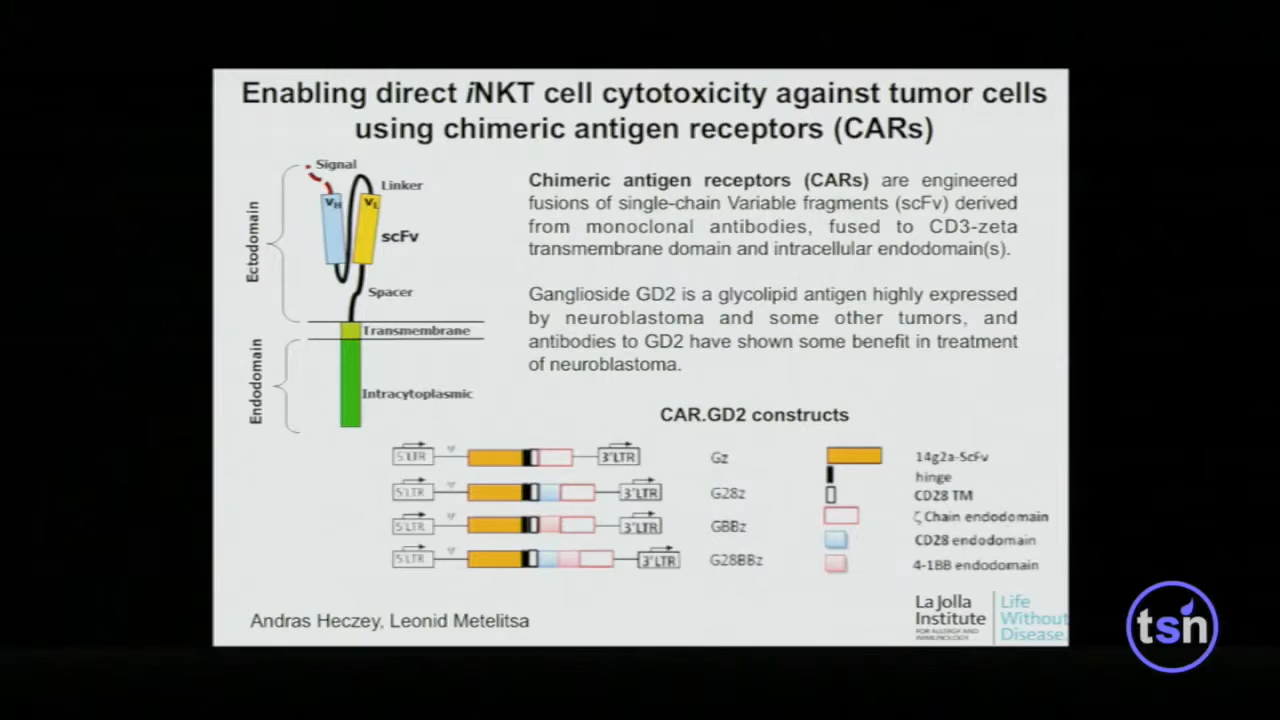 Enabling direct iNKT cell cytotoxicity against tumor cells
using chimeric antigen receptors (CARs)
Signal
Linker
VH
VL
scFv
Ectodomain
Spacer
Transmembrane
Endodomain
Intracytoplasmic
Chimeric antigen receptors (CARs) are engineered
fusions of single-chain Variable fragments (scFv) derived
from monoclonal antibodies, fused to CD3-zeta
transmembrane domain and intracellular endodomain(s).
Ganglioside GD2 is a glycolipid antigen highly expressed
by neuroblastoma and some other tumors, and
antibodies to GD2 have shown some benefit in treatment
of neuroblastoma.
CAR.GD2 constructs
5'LTR Ψ 3'LTR Gz
5'LTR Ψ 3'LTR G28z
5'LTR Ψ 3'LTR GBBz
5'LTR Ψ 3'LTR G28BBz
14g2a-ScFv
hinge
CD28 TM
ζ Chain endodomain
CD28 endodomain
4-1BB endodomain
Andras Heczey, Leonid Metelitsa
La Jolla
Institute
FOR ALLERGY AND
IMMUNOLOGY
Life
Without
Disease.
tsn